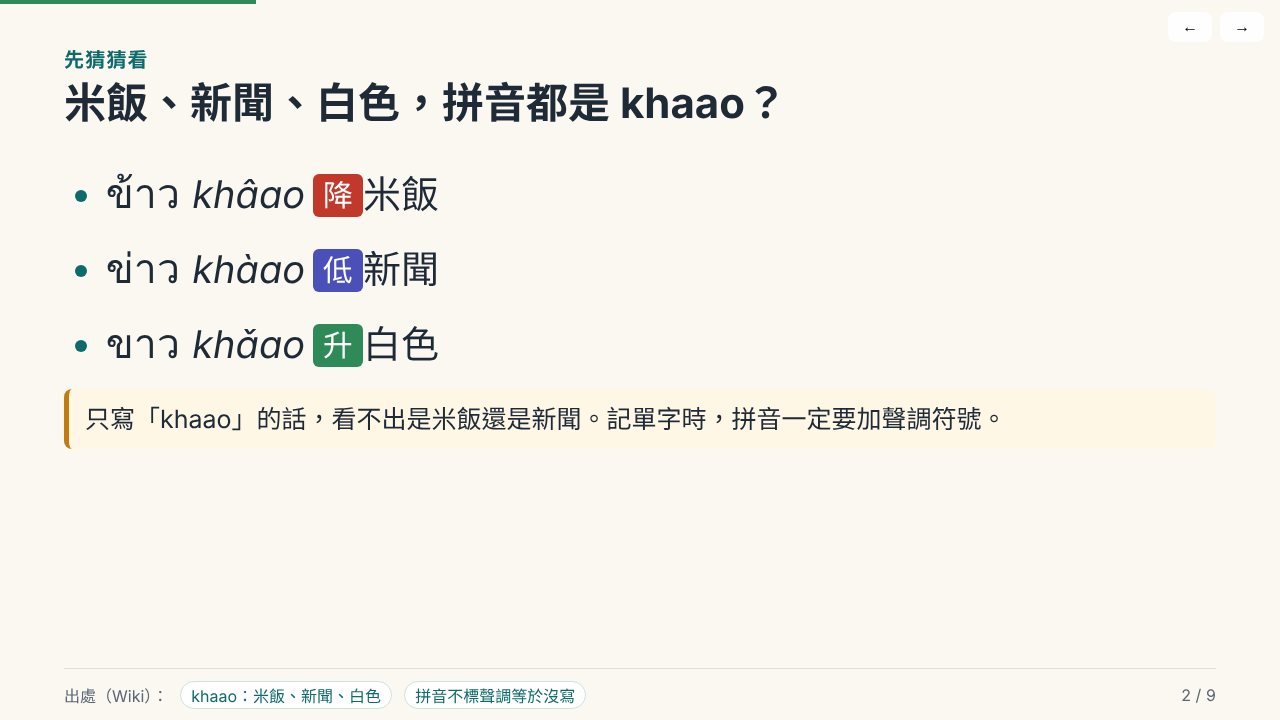 ← →
先猜猜看
米飯、新聞、白色，拼音都是 khaao？
• ข้าว khâao 降 米飯
• ข่าว khàao 低 新聞
• ขาว khǎao 升 白色
只寫「khaao」的話，看不出是米飯還是新聞。記單字時，拼音一定要加聲調符號。
出處（Wiki）： khaao：米飯、新聞、白色 拼音不標聲調等於沒寫 2 / 9